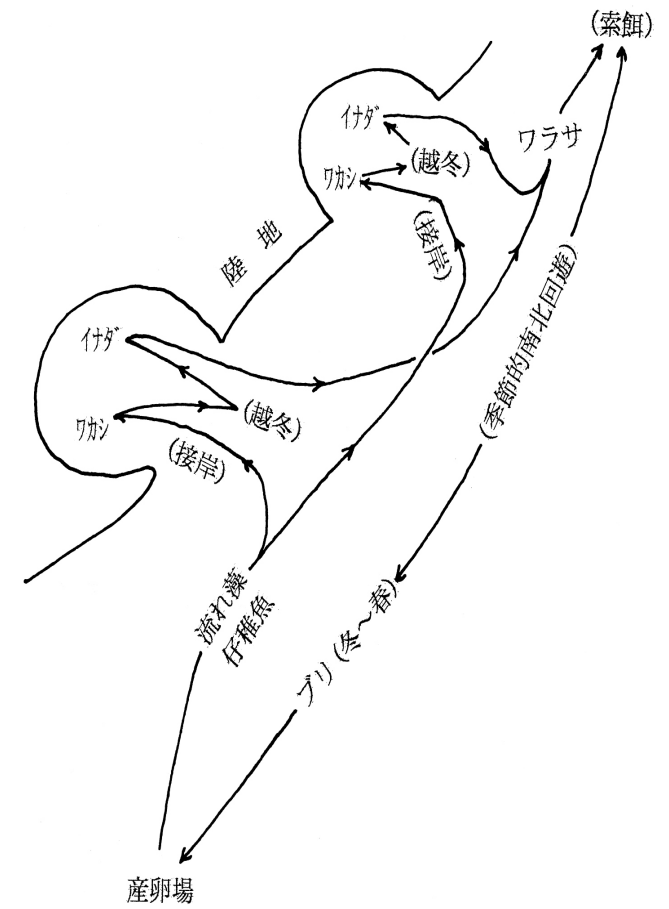 (索餌)
イナダ
ワラサ
(越冬)
ワカシ
(接岸)
陸地
(季節的南北回遊)
イナダ
(越冬)
ワカシ
(接岸)
流れ藻
仔稚魚
ブリ(冬~春)
産卵場